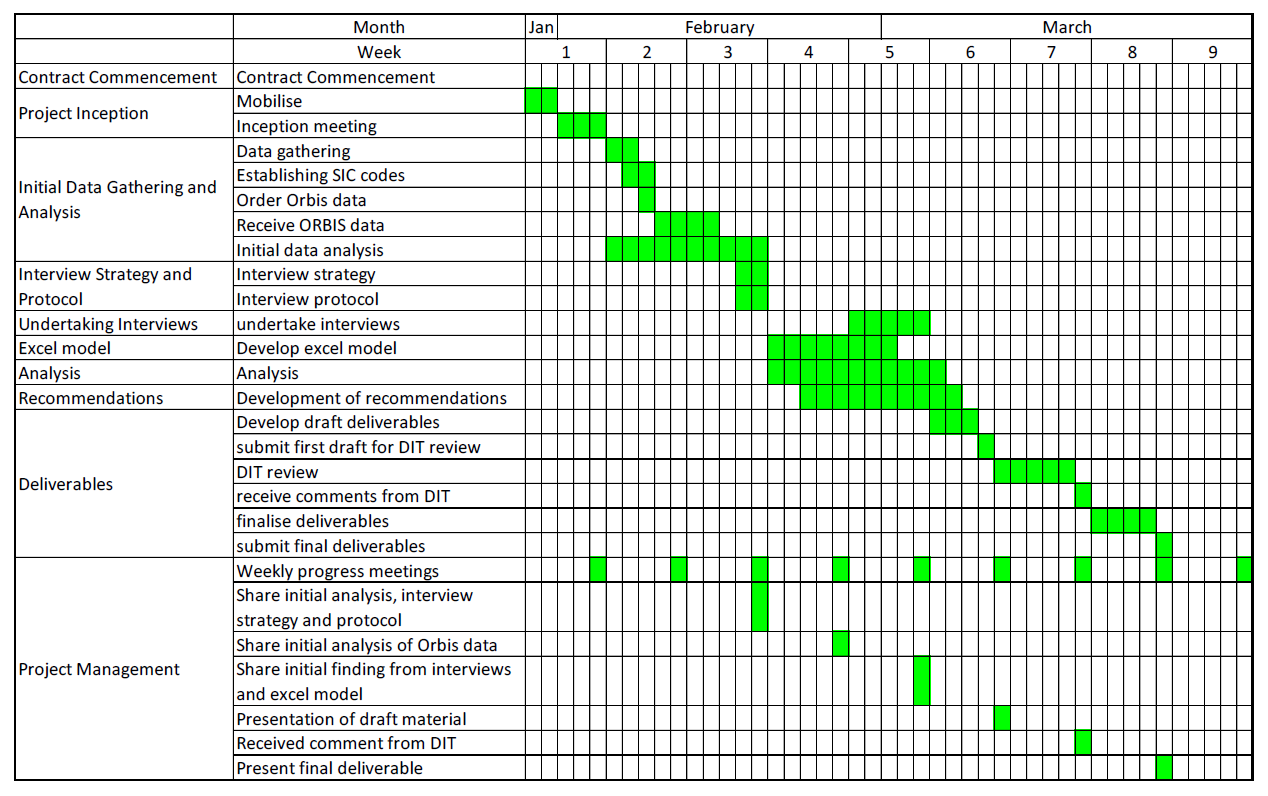 Month Jan February March
Week 1 2 3 4 5 6 7 8 9
Contract Commencement Contract Commencement
Project Inception
Mobilise
Inception meeting
Initial Data Gathering and
Analysis
Data gathering
Establishing SIC codes
Order Orbis data
Receive ORBIS data
Initial data analysis
Interview Strategy and
Protocol
Interview strategy
Interview protocol
Undertaking Interviews undertake interviews
Excel model Develop excel model
Analysis Analysis
Recommendations Development of recommendations
Deliverables
Develop draft deliverables
submit first draft for DIT review
DIT review
receive comments from DIT
finalise deliverables
submit final deliverables
Project Management
Weekly progress meetings
Share initial analysis, interview
strategy and protocol
Share initial analysis of Orbis data
Share initial finding from interviews
and excel model
Presentation of draft material
Received comment from DIT
Present final deliverable